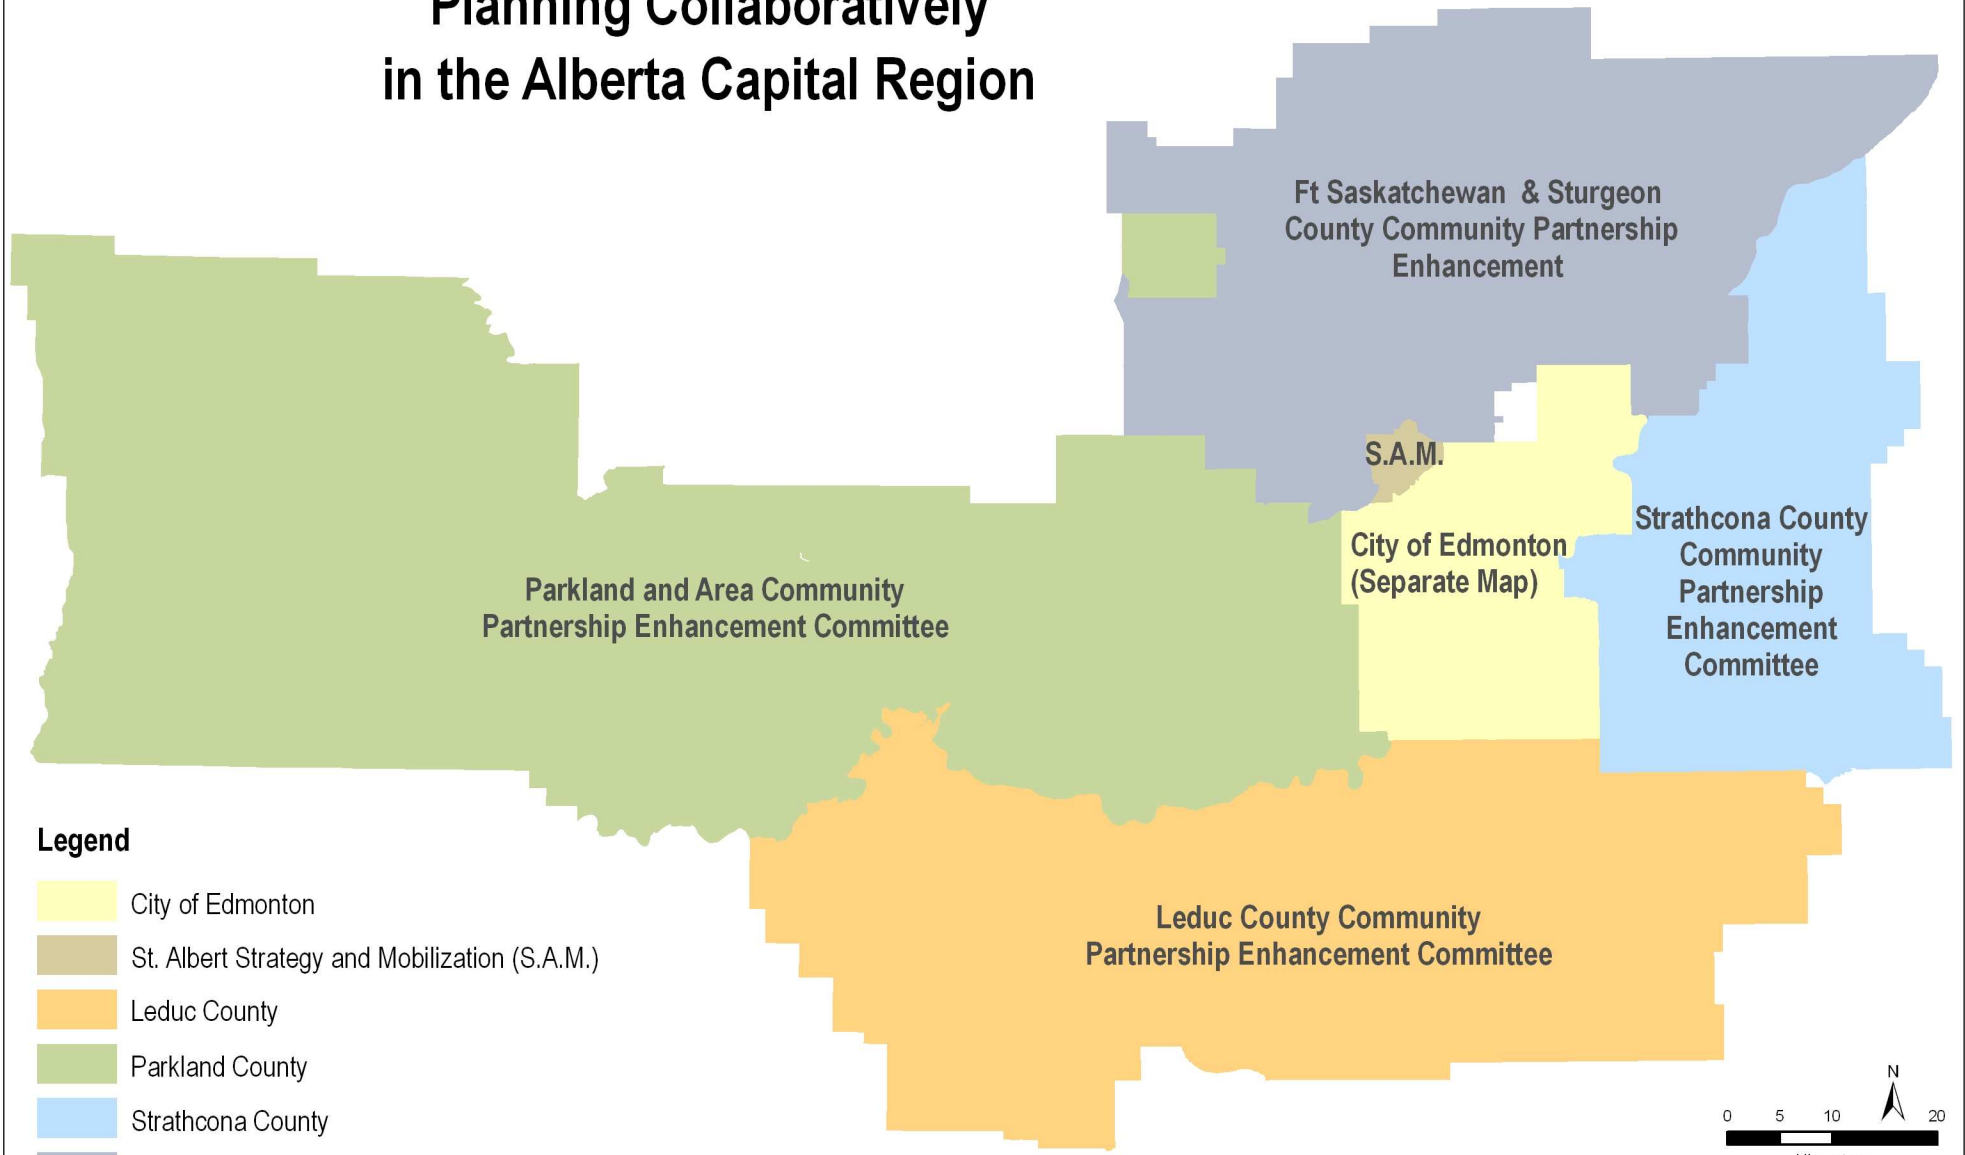 Planning Collaboratively
in the Alberta Capital Region
Ft Saskatchewan & Sturgeon
County Community Partnership
Enhancement
S.A.M.
City of Edmonton
(Separate Map)
Strathcona County
Community
Partnership
Enhancement
Committee
Parkland and Area Community
Partnership Enhancement Committee
Leduc County Community
Partnership Enhancement Committee
Legend
City of Edmonton
St. Albert Strategy and Mobilization (S.A.M.)
Leduc County
Parkland County
Strathcona County
N
0 5 10 20